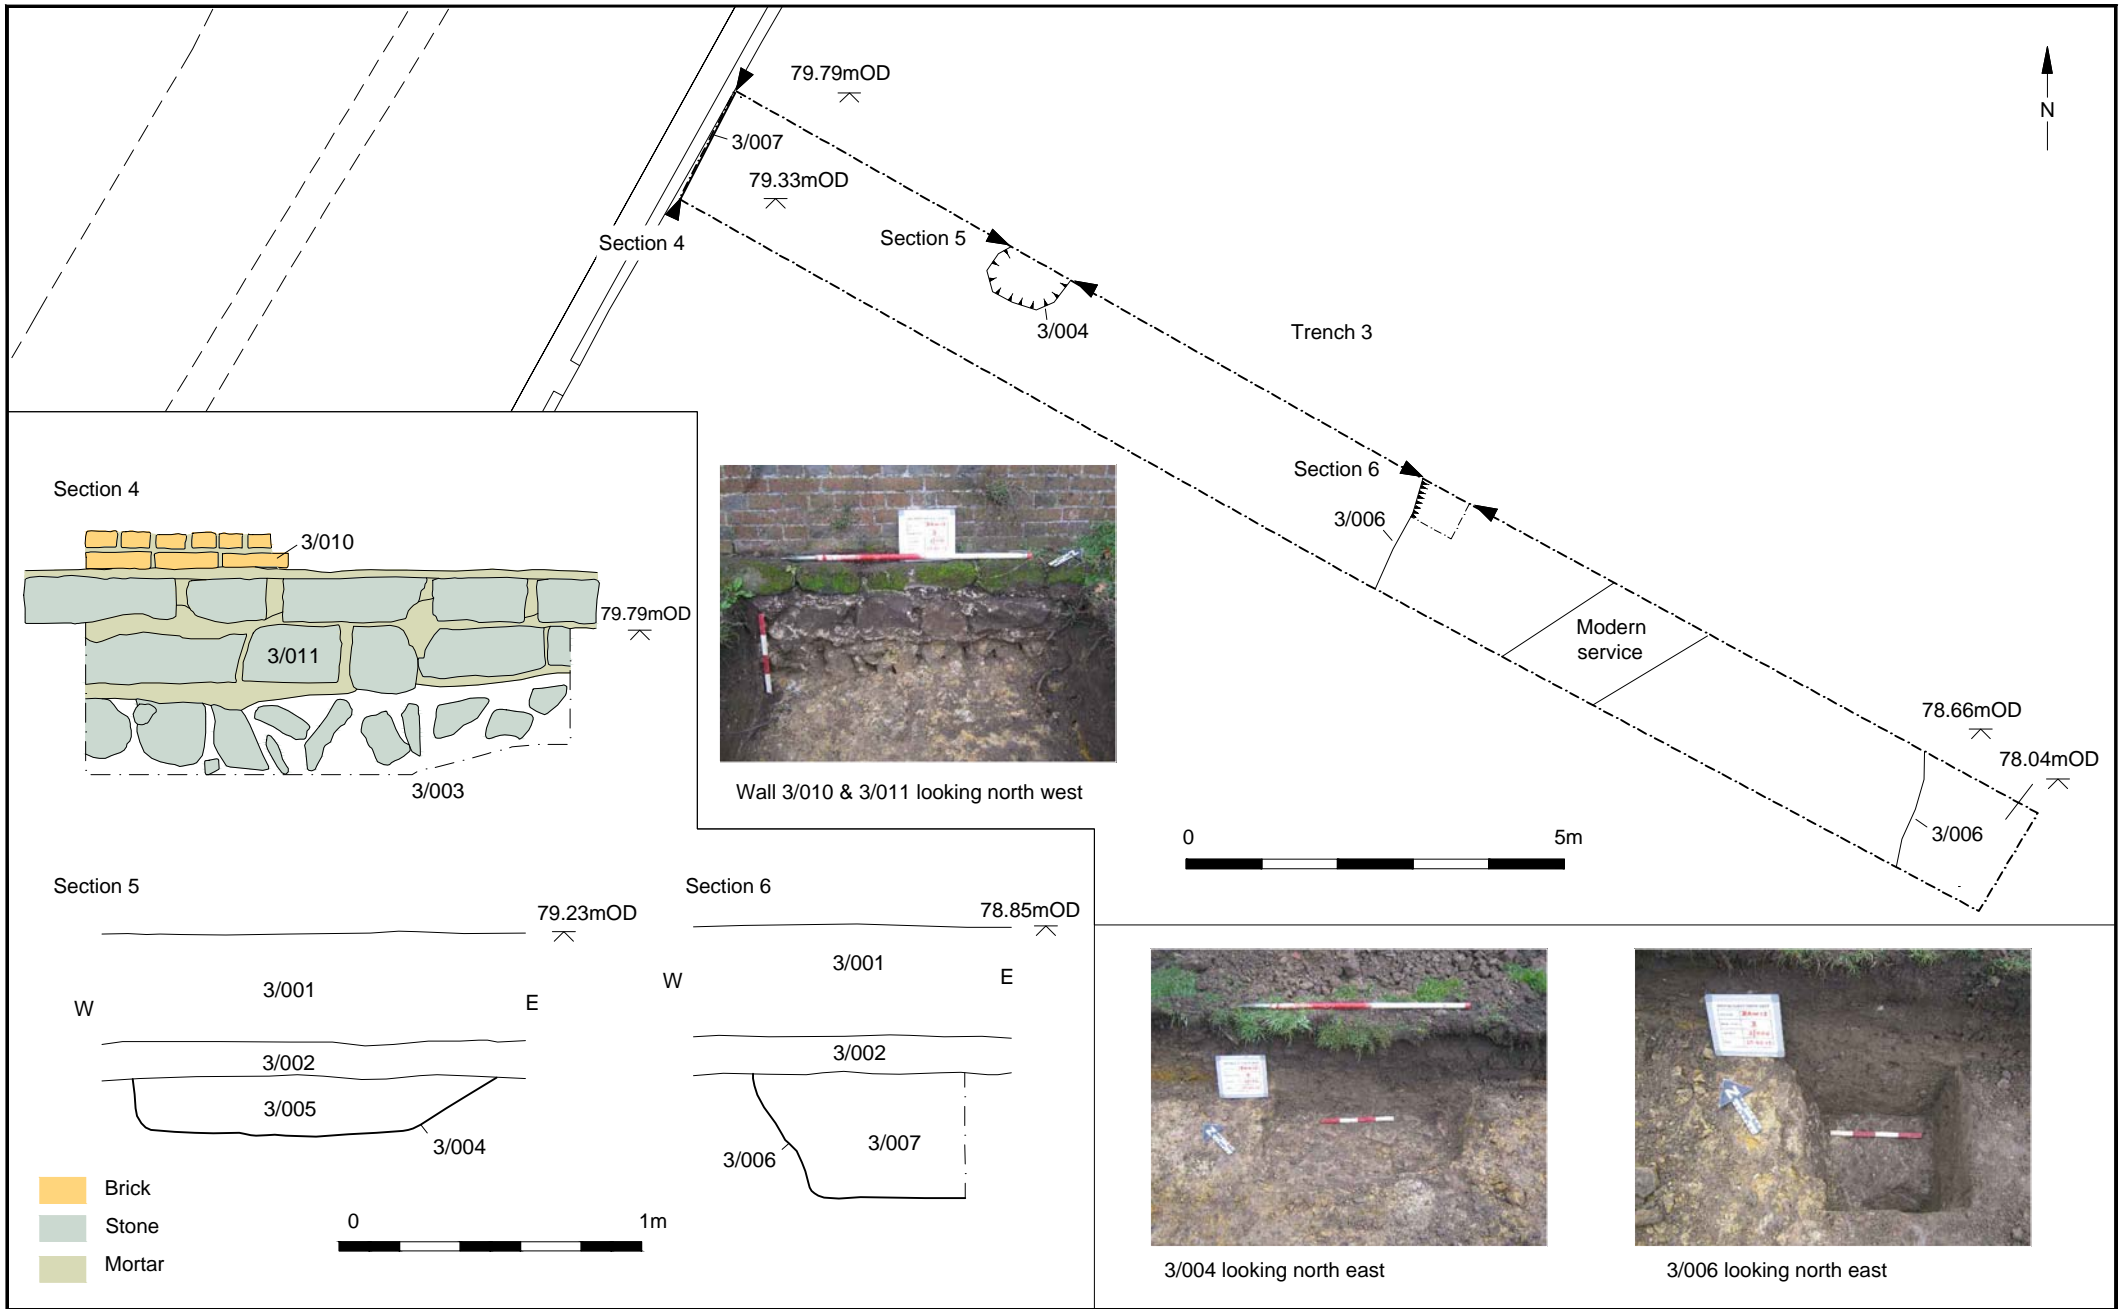 79.79mOD
N
3/007
79.33mOD
Section 4
Section 5
3/004
Trench 3
Section 6
3/006
Modern
service
78.66mOD
78.04mOD
3/006
0 5m
Section 4
3/010
79.79mOD
3/011
3/003
Wall 3/010 & 3/011 looking north west
Section 5
79.23mOD
W
3/001
E
3/002
3/005
3/004
Section 6
78.85mOD
W
3/001
E
3/002
3/006
3/007
Brick
Stone
Mortar
0 1m
3/004 looking north east
3/006 looking north east